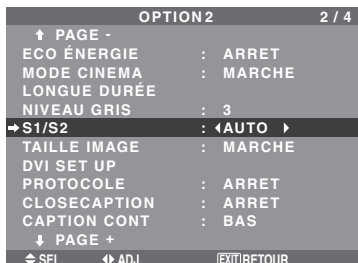 OPTION2 2/4
↑ PAGE -
ECO ÉNERGIE : ARRET
MODE CINEMA : MARCHE
LONGUE DURÉE
NIVEAU GRIS : 3
→S1/S2 : ◀AUTO ▶
TAILLE IMAGE : MARCHE
DVI SET UP
PROTOCOLE : ARRET
CLOSECAPTION : ARRET
CAPTION CONT : BAS
↓ PAGE +
SEL. ADJ. EXIT RETOUR